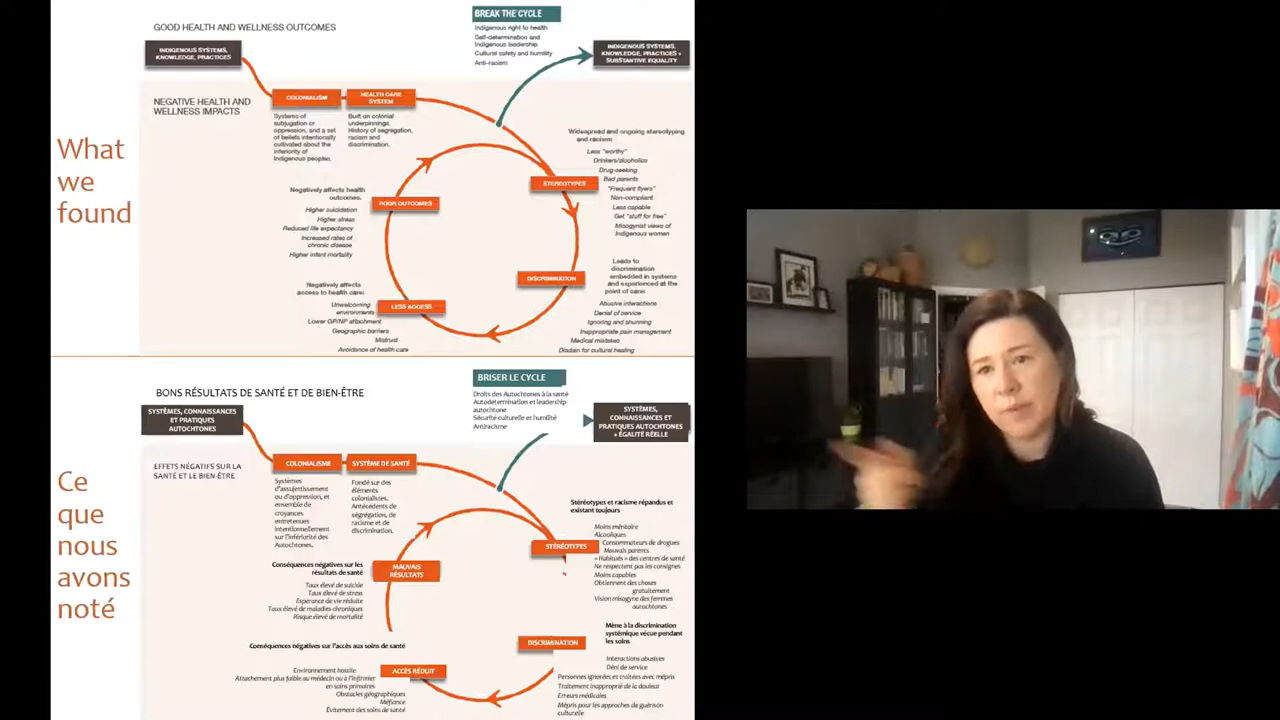 What
we
found
GOOD HEALTH AND WELLNESS OUTCOMES
INDIGENOUS SYSTEMS,
KNOWLEDGE, PRACTICES
BREAK THE CYCLE
Indigenous right to health
Self-determination and
Indigenous leadership
Cultural safety and humility
Anti-racism
INDIGENOUS SYSTEMS,
KNOWLEDGE, PRACTICES +
SUBSTANTIVE EQUALITY
NEGATIVE HEALTH AND
WELLNESS IMPACTS
COLONIALISM
Systems of
subjugation or
oppression, and a set
of beliefs intentionally
cultivated about the
inferiority of
Indigenous peoples.
HEALTH CARE
SYSTEM
Built on colonial
underpinnings.
History of segregation,
racism and
discrimination.
Widespread and ongoing stereotyping
and racism:
Less "worthy"
Drinkers/alcoholics
Drug-seeking
Bad parents
"Frequent flyers"
Non-compliant
Less capable
Get "stuff for free"
Misogynist views of
Indigenous women
STEREOTYPES
Negatively affects health
outcomes.
Higher suicidation
Higher stress
Reduced life expectancy
Increased rates of
chronic disease
Higher intent mortality
POOR OUTCOMES
Leads to
discrimination
embedded in systems
and experienced at the
point of care:
Abusive interactions
Denial of service
Ignoring and shunning
Inappropriate pain management
Medical mistakes
Disdain for cultural healing
DISCRIMINATION
Negatively affects
access to health care:
Unwelcoming
environments
Lower GP/NP attachment
Geographic barriers
Mistrust
Avoidance of health care
LESS ACCESS
Ce
que
nous
avons
noté
BONS RÉSULTATS DE SANTÉ ET DE BIEN-ÊTRE
SYSTÈMES, CONNAISSANCES
ET PRATIQUES
AUTOCHTONES
BRISER LE CYCLE
Droits des Autochtones à la santé
Autodétermination et leadership
autochtone
Sécurité culturelle et humilité
Antiracisme
SYSTÈMES,
CONNAISSANCES ET
PRATIQUES AUTOCHTONES
+ ÉGALITÉ RÉELLE
EFFETS NÉGATIFS SUR LA
SANTÉ ET LE BIEN-ÊTRE
COLONIALISME
Systèmes
d'assujettissement
ou d'oppression, et
ensemble de
croyances
entretenues
intentionnellement
sur l'infériorité des
Autochtones.
SYSTÈME DE SANTÉ
Fondé sur des
éléments
colonialistes.
Antécédents de
ségrégation, de
racisme et de
discrimination.
Stéréotypes et racisme répandus et
existant toujours
Moins méritoire
Alcooliques
Consommateurs de drogues
Mauvais parents
« Habitués » des centres de santé
Ne respectent pas les consignes
Moins capables
Obtiennent des choses
gratuitement
Vision misogyne des femmes
autochtones
STÉRÉOTYPES
Conséquences négatives sur les
résultats de santé
Taux élevé de suicide
Taux élevé de stress
Espérance de vie réduite
Taux élevé de maladies chroniques
Risque élevé de mortalité
MAUVAIS
RÉSULTATS
Mène à la discrimination
systémique vécue pendant
les soins
Interactions abusives
Déni de service
Personnes ignorées et traitées avec mépris
Traitement inapproprié de la douleur
Erreurs médicales
Mépris pour les approches de guérison
culturelle
DISCRIMINATION
Conséquences négatives sur l'accès aux soins de santé
Environnement hostile
Attachement plus faible au médecin ou à l'infirmier
en soins primaires
Obstacles géographiques
Méfiance
Évitement des soins de santé
ACCÈS RÉDUIT